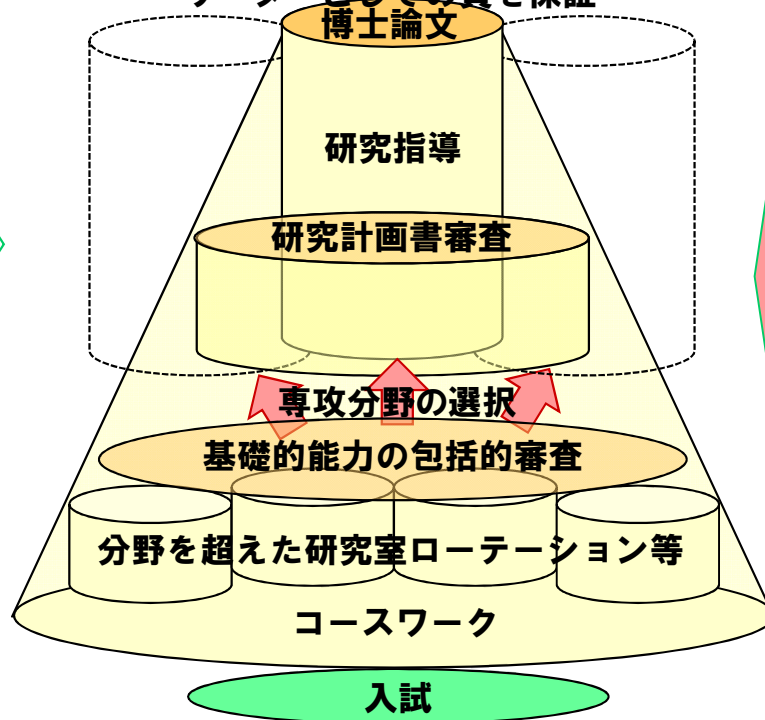 博士論文
研究指導
研究計画書審査
専攻分野の選択
基礎的能力の包括的審査
分野を超えた研究室ローテーション等
コースワーク
入試